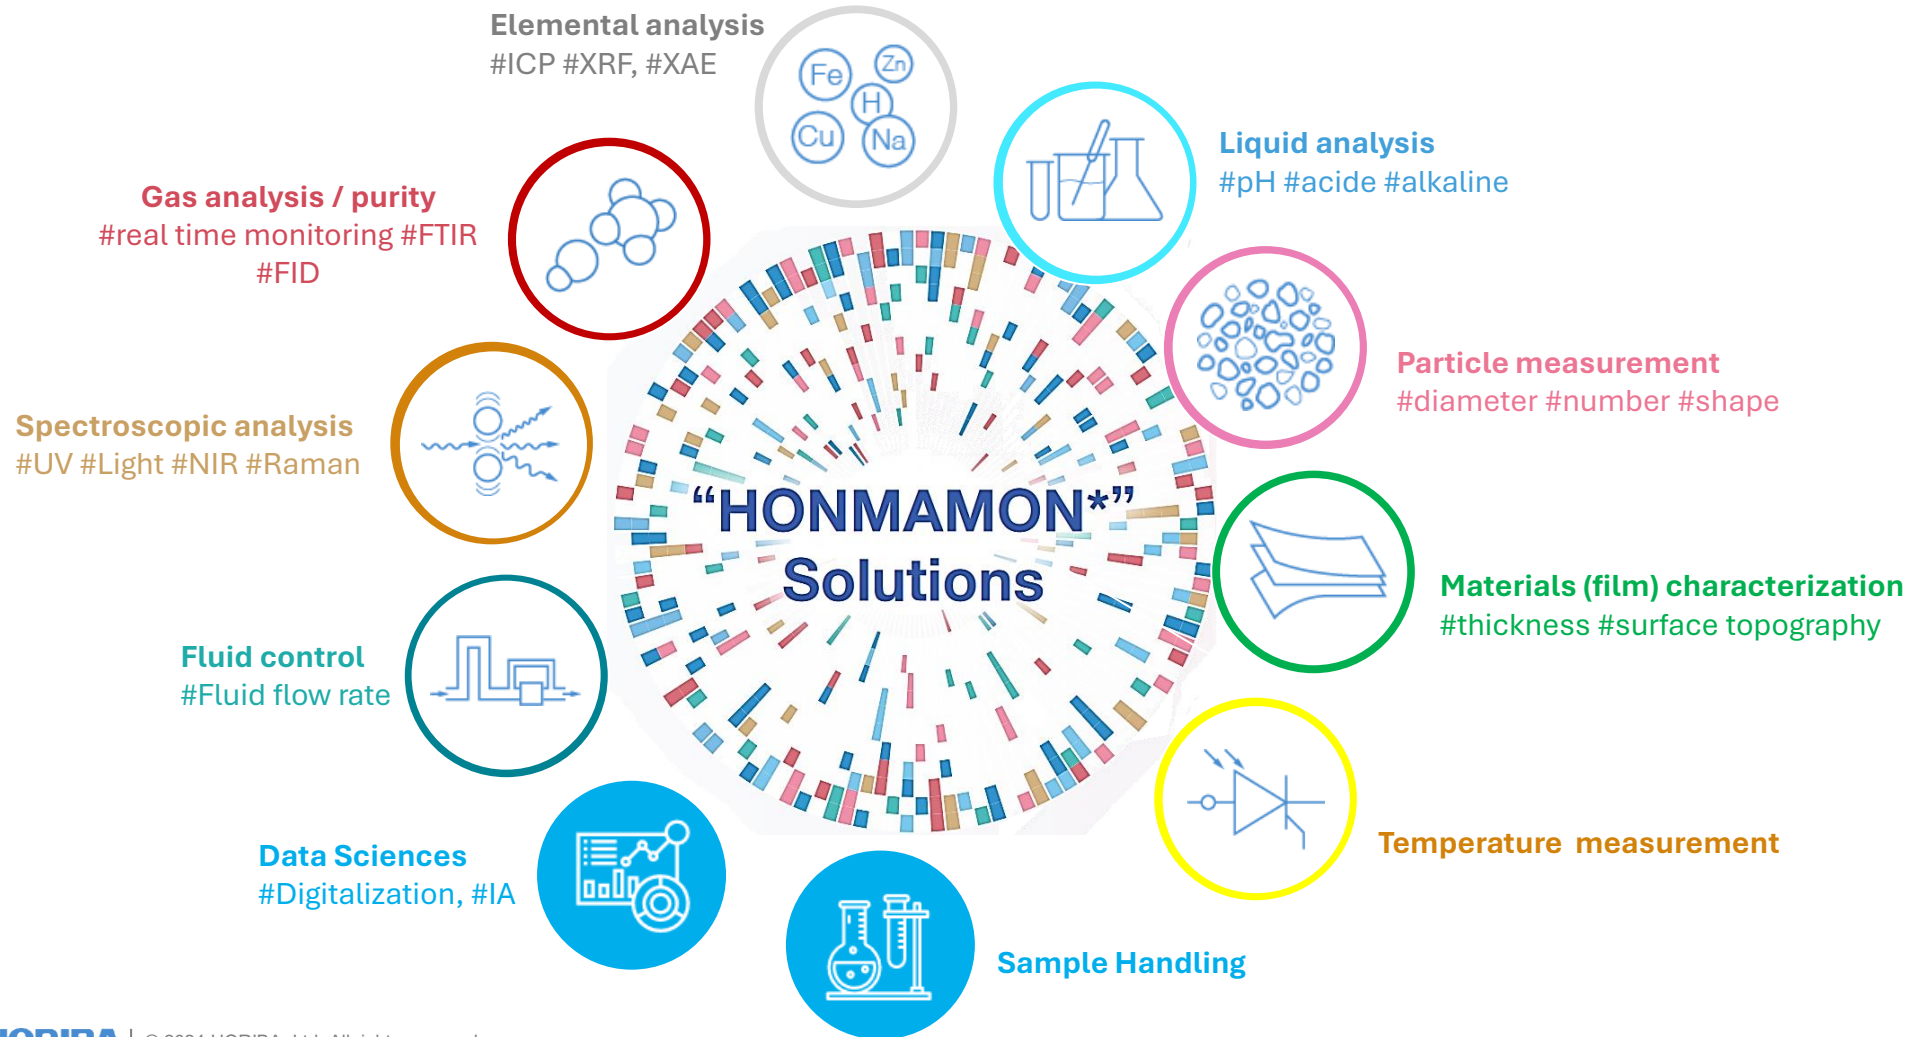 Elemental analysis
#ICP #XRF, #XAE
Fe
Zn
H
Cu
Na
Liquid analysis
#pH #acide #alkaline
Gas analysis / purity
#real time monitoring #FTIR
#FID
Particle measurement
#diameter #number #shape
Spectroscopic analysis
#UV #Light #NIR #Raman
“HONMAMON*”
Solutions
Materials (film) characterization
#thickness #surface topography
Fluid control
#Fluid flow rate
Temperature measurement
Data Sciences
#Digitalization, #IA
Sample Handling